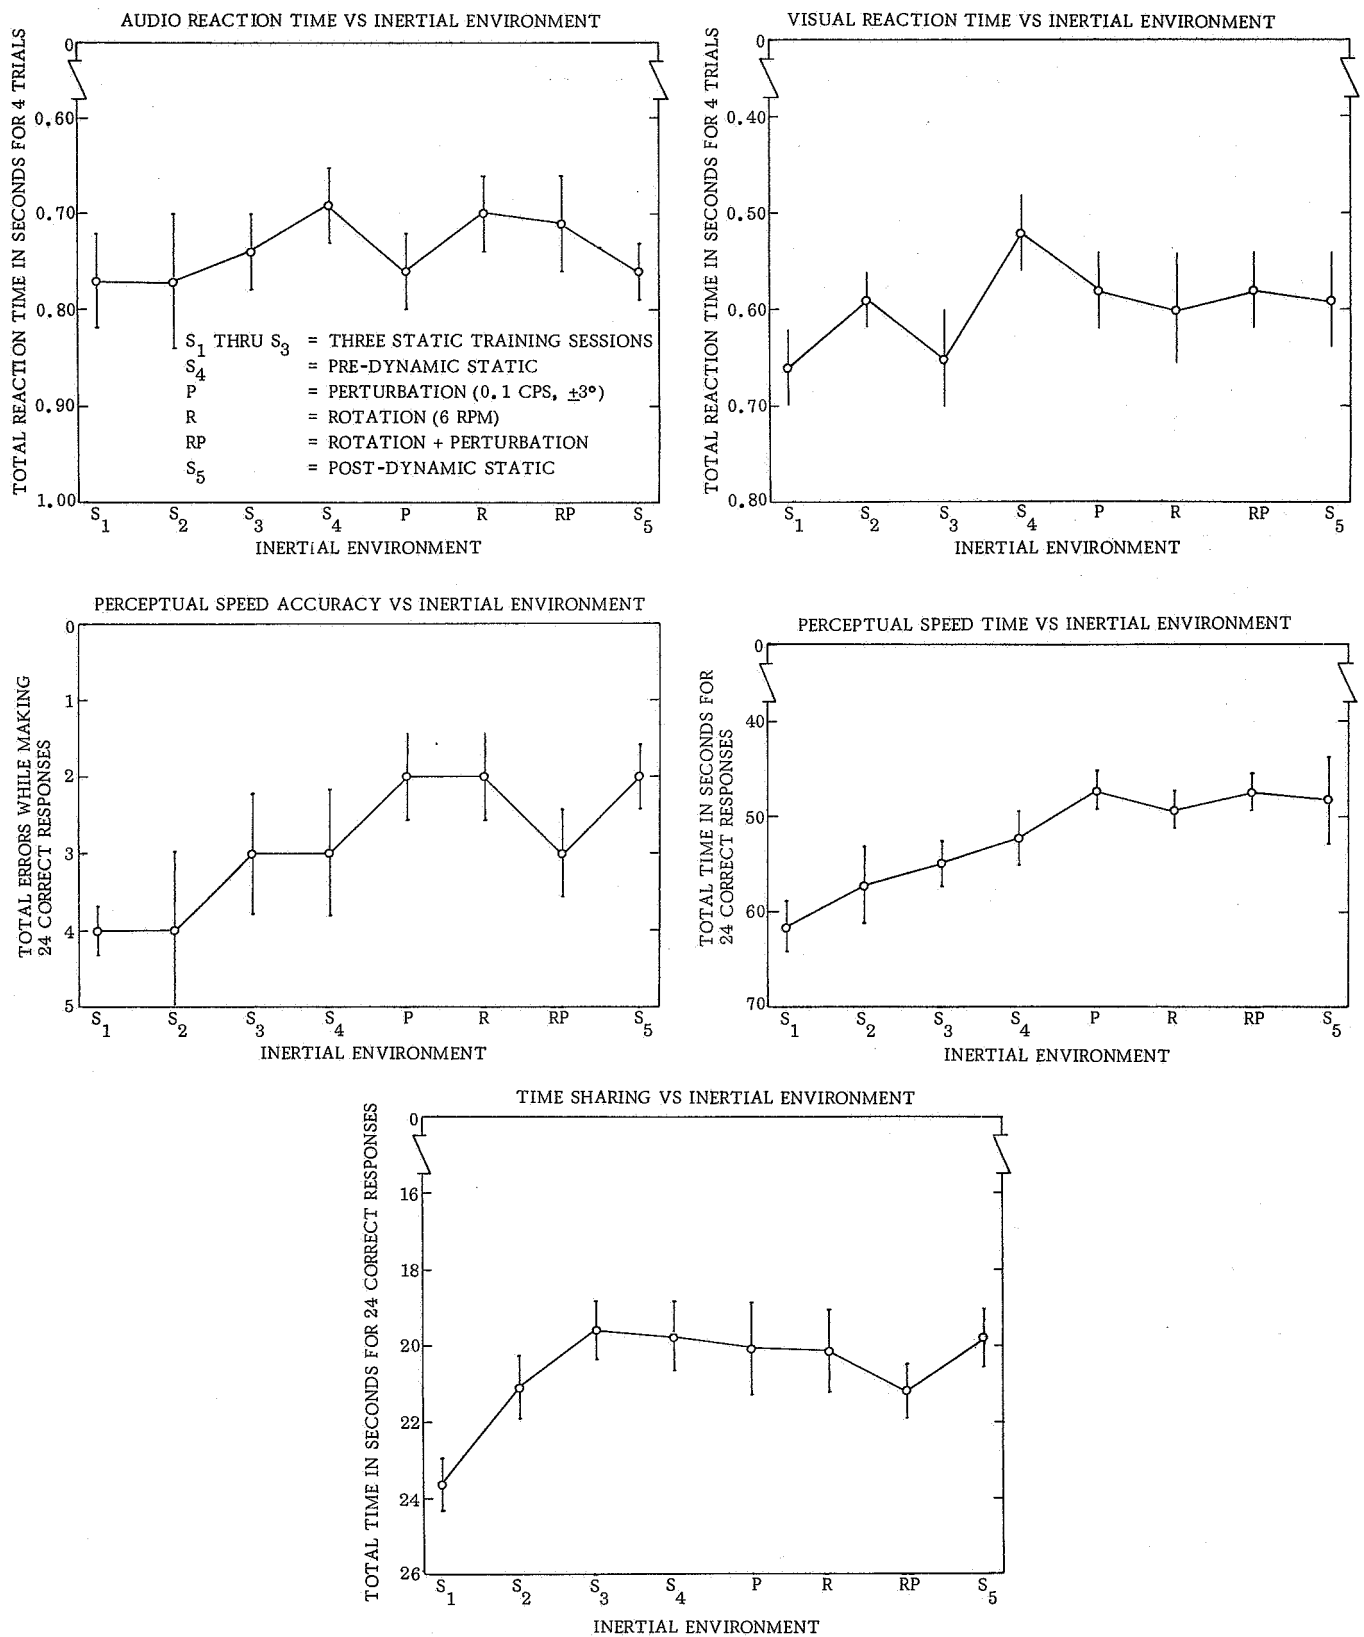 AUDIO REACTION TIME VS INERTIAL ENVIRONMENT
TOTAL REACTION TIME IN SECONDS FOR 4 TRIALS
0
0.60
0.70
0.80
0.90
1.00
S1 THRU S3 = THREE STATIC TRAINING SESSIONS
S4 = PRE-DYNAMIC STATIC
P = PERTURBATION (0.1 CPS, ±3°)
R = ROTATION (6 RPM)
RP = ROTATION + PERTURBATION
S5 = POST-DYNAMIC STATIC
S1 S2 S3 S4 P R RP S5
INERTIAL ENVIRONMENT
VISUAL REACTION TIME VS INERTIAL ENVIRONMENT
TOTAL REACTION TIME IN SECONDS FOR 4 TRIALS
0
0.40
0.50
0.60
0.70
0.80
S1 S2 S3 S4 P R RP S5
INERTIAL ENVIRONMENT
PERCEPTUAL SPEED ACCURACY VS INERTIAL ENVIRONMENT
TOTAL ERRORS WHILE MAKING
24 CORRECT RESPONSES
0
1
2
3
4
5
S1 S2 S3 S4 P R RP S5
INERTIAL ENVIRONMENT
PERCEPTUAL SPEED TIME VS INERTIAL ENVIRONMENT
TOTAL TIME IN SECONDS FOR
24 CORRECT RESPONSES
0
40
50
60
70
S1 S2 S3 S4 P R RP S5
INERTIAL ENVIRONMENT
TIME SHARING VS INERTIAL ENVIRONMENT
TOTAL TIME IN SECONDS FOR 24 CORRECT RESPONSES
0
16
18
20
22
24
26
S1 S2 S3 S4 P R RP S5
INERTIAL ENVIRONMENT